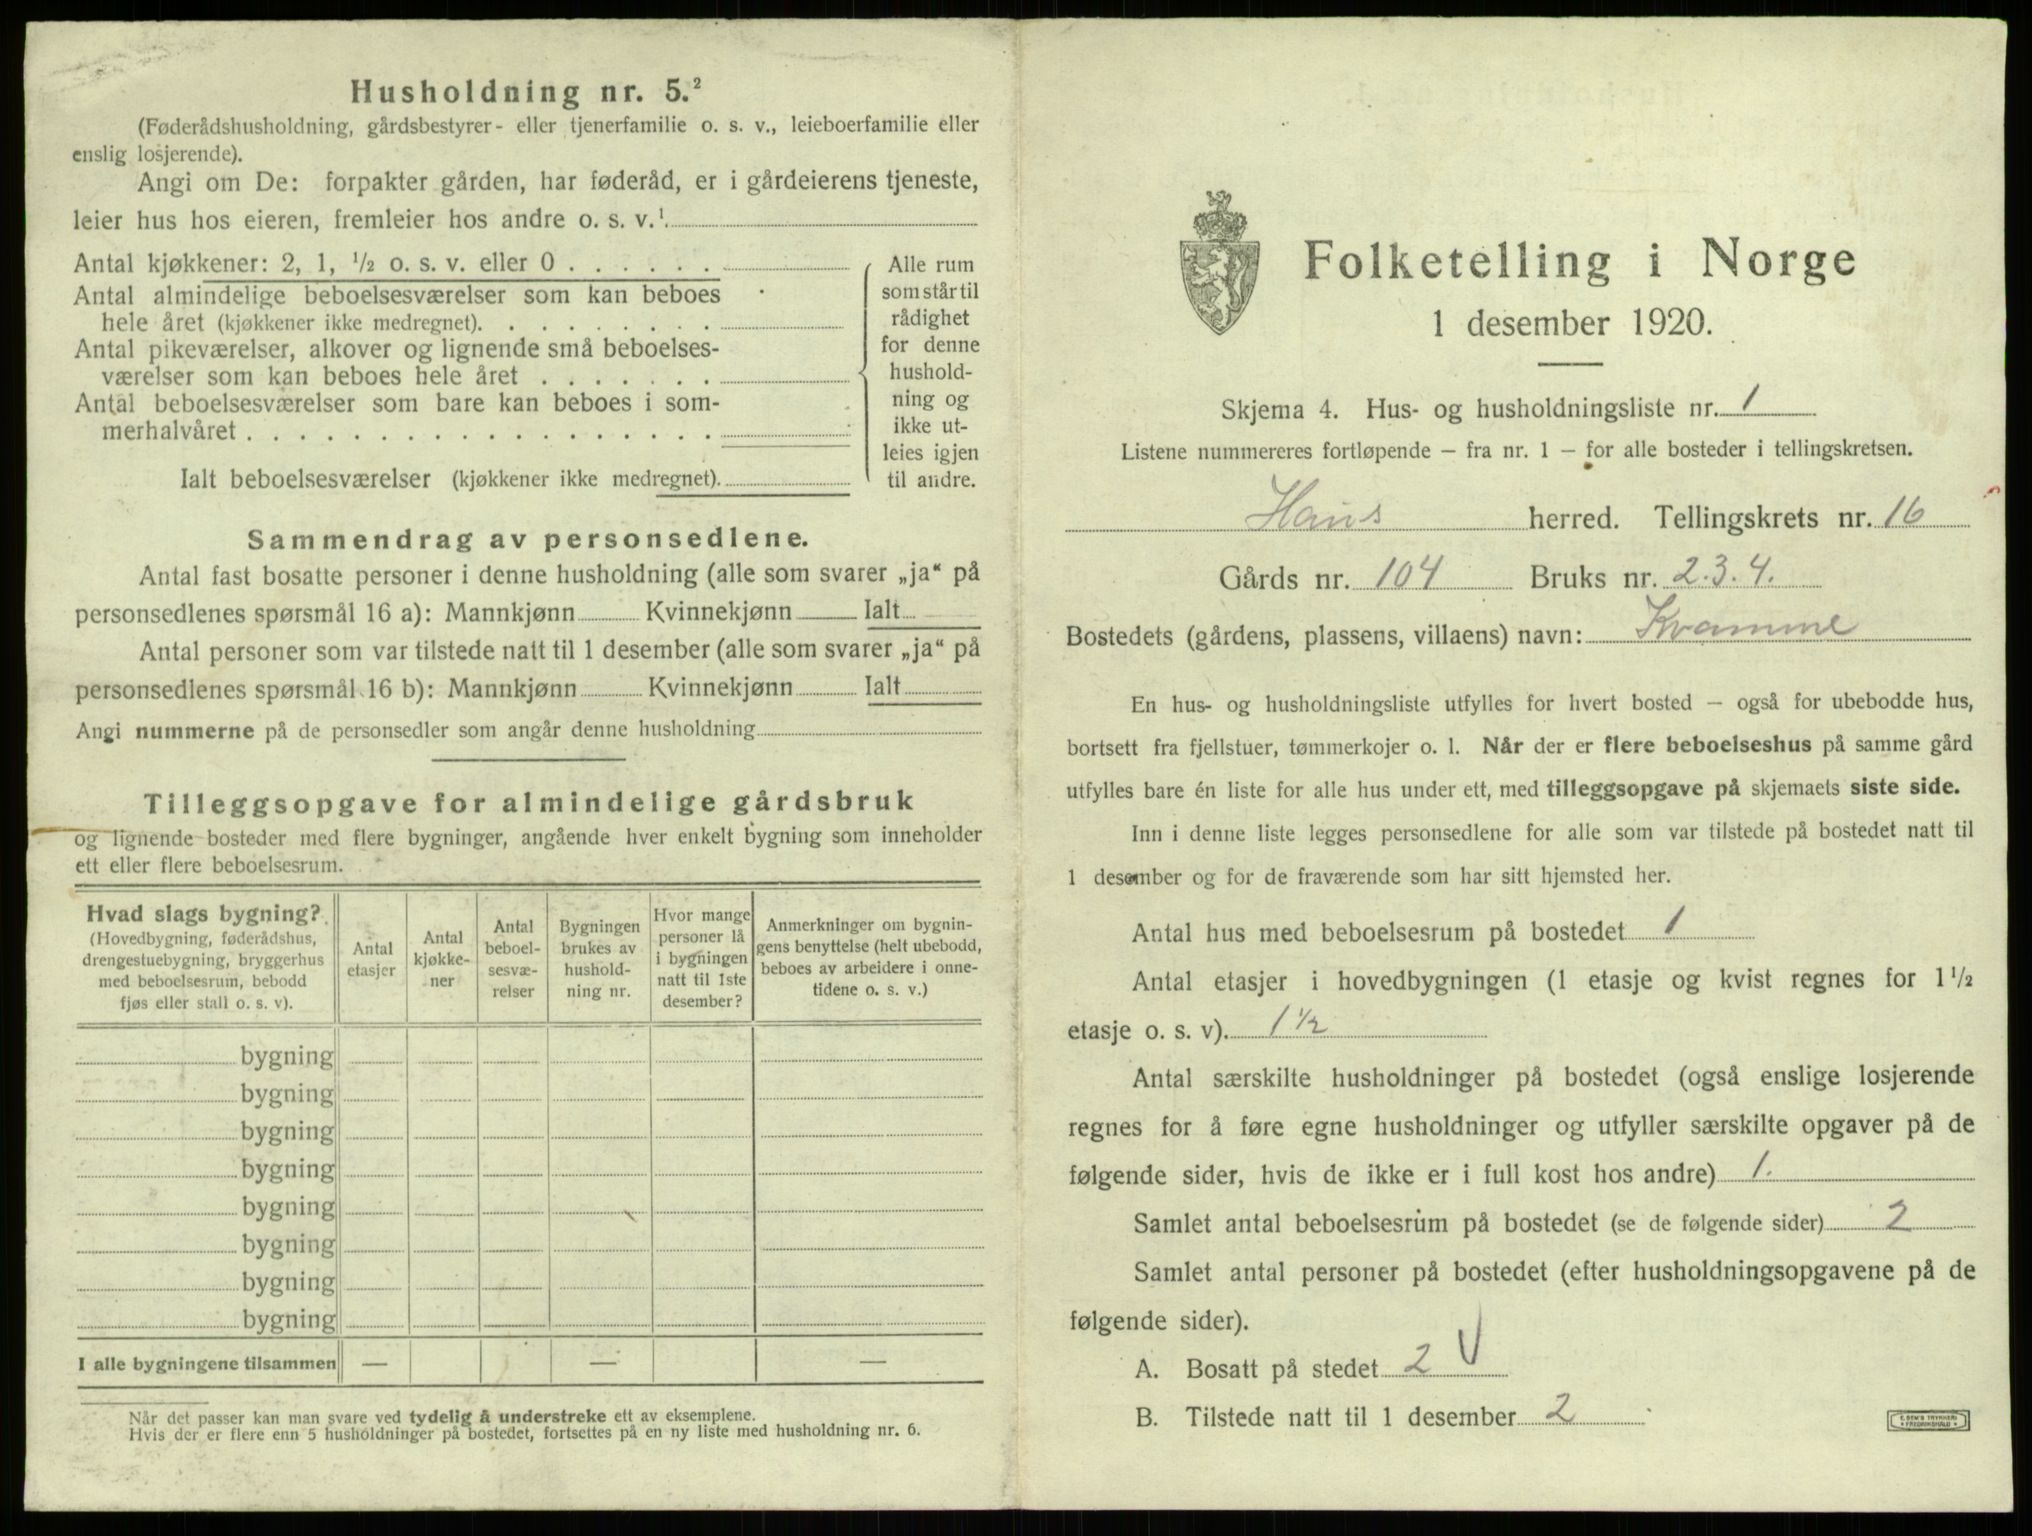 Husholdning nr. 5.²
(Føderådshusholdning, gårdsbestyrer- eller tjenerfamilie o. s. v., leieboerfamilie eller
enslig losjerende).
Angi om De: forpakter gården, har føderåd, er i gårdeierens tjeneste,
leier hus hos eieren, fremleier hos andre o. s. v.¹.
Antal kjøkkener: 2, 1, ½ o. s. v. eller 0 . . . . . .
Antal almindelige beboelsesværelser som kan beboes
hele året (kjøkkener ikke medregnet). . . . . . . . .
Antal pikeværelser, alkover og lignende små beboelses-
værelser som kan beboes hele året . . . . . . .
Antal beboelsesværelser som bare kan beboes i som-
merhalvåret . . . . . . . . . . . . . . . . . .
Ialt beboelsesværelser (kjøkkener ikke medregnet).
Alle rum
som står til
rådighet
for denne
hushold-
ning og
ikke ut-
leies igjen
til andre.
Sammendrag av personsedlene.
Antal fast bosatte personer i denne husholdning (alle som svarer „ja“ på
personsedlenes spørsmål 16 a): Mannkjønn Kvinnekjønn Ialt
Antal personer som var tilstede natt til 1 desember (alle som svarer „ja“ på
personsedlenes spørsmål 16 b): Mannkjønn Kvinnekjønn Ialt
Angi nummerne på de personsedler som angår denne husholdning
Tilleggsopgave for almindelige gårdsbruk
og lignende bosteder med flere bygninger, angående hver enkelt bygning som inneholder
ett eller flere beboelsesrum.
Hvad slags bygning?
(Hovedbygning, føderådshus,
drengestuebygning, bryggerhus
med beboelsesrum, bebodd
fjøs eller stall o. s. v).
Antal
etasjer
Antal
kjøkke-
ner
Antal
beboel-
sesvæ-
relser
Bygningen
brukes av
hushold-
ning nr.
Hvor mange
personer lå
i bygningen
natt til 1ste
desember?
Anmerkninger om bygnin-
gens benyttelse (helt ubebodd,
beboes av arbeidere i onne-
tidene o. s. v.)
bygning
bygning
bygning
bygning
bygning
bygning
bygning
bygning
I alle bygningene tilsammen — — —
Når det passer kan man svare ved tydelig å understreke ett av eksemplene.
Hvis der er flere enn 5 husholdninger på bostedet, fortsettes på en ny liste med husholdning nr. 6.
Folketelling i Norge
1 desember 1920.
Skjema 4. Hus- og husholdningsliste nr. 1
Listene nummereres fortløpende – fra nr. 1 – for alle bosteder i tellingskretsen.
Haus herred. Tellingskrets nr. 16
Gårds nr. 104 Bruks nr. 2.3.4.
Bostedets (gårdens, plassens, villaens) navn: Kvamme
En hus- og husholdningsliste utfylles for hvert bosted – også for ubebodde hus,
bortsett fra fjellstuer, tømmerkojer o. l. Når der er flere beboelseshus på samme gård
utfylles bare én liste for alle hus under ett, med tilleggsopgave på skjemaets siste side.
Inn i denne liste legges personsedlene for alle som var tilstede på bostedet natt til
1 desember og for de fraværende som har sitt hjemsted her.
Antal hus med beboelsesrum på bostedet 1
Antal etasjer i hovedbygningen (1 etasje og kvist regnes for 1½
etasje o. s. v). 1½
Antal særskilte husholdninger på bostedet (også enslige losjerende
regnes for å føre egne husholdninger og utfyller særskilte opgaver på de
følgende sider, hvis de ikke er i full kost hos andre) 1.
Samlet antal beboelsesrum på bostedet (se de følgende sider) 2
Samlet antal personer på bostedet (efter husholdningsopgavene på de
følgende sider).
A. Bosatt på stedet 2 V
B. Tilstede natt til 1 desember 2